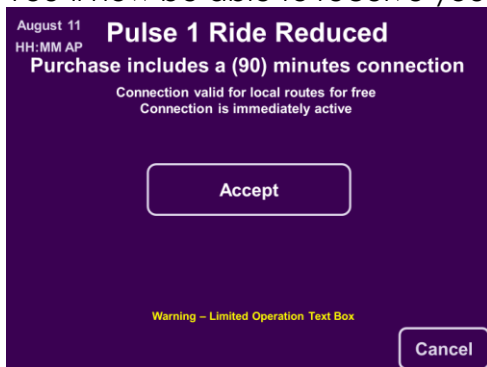 August 11
HH:MM AP
Pulse 1 Ride Reduced
Purchase includes a (90) minutes connection
Connection valid for local routes for free
Connection is immediately active
Accept
Warning – Limited Operation Text Box
Cancel